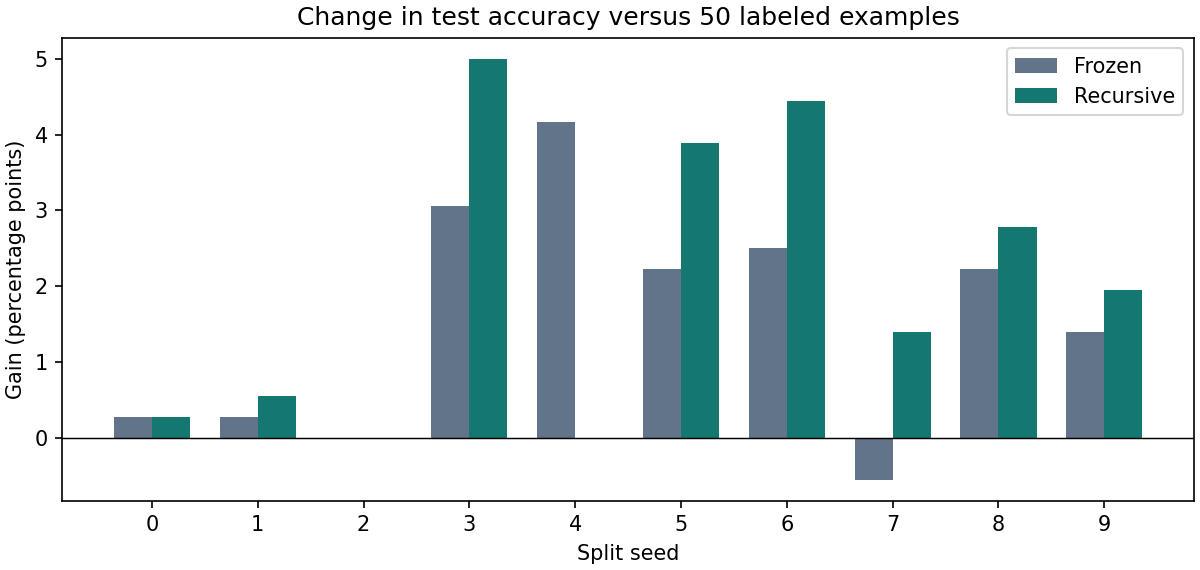 Change in test accuracy versus 50 labeled examples
Frozen
Recursive
Gain (percentage points)
5
4
3
2
1
0
0 1 2 3 4 5 6 7 8 9
Split seed